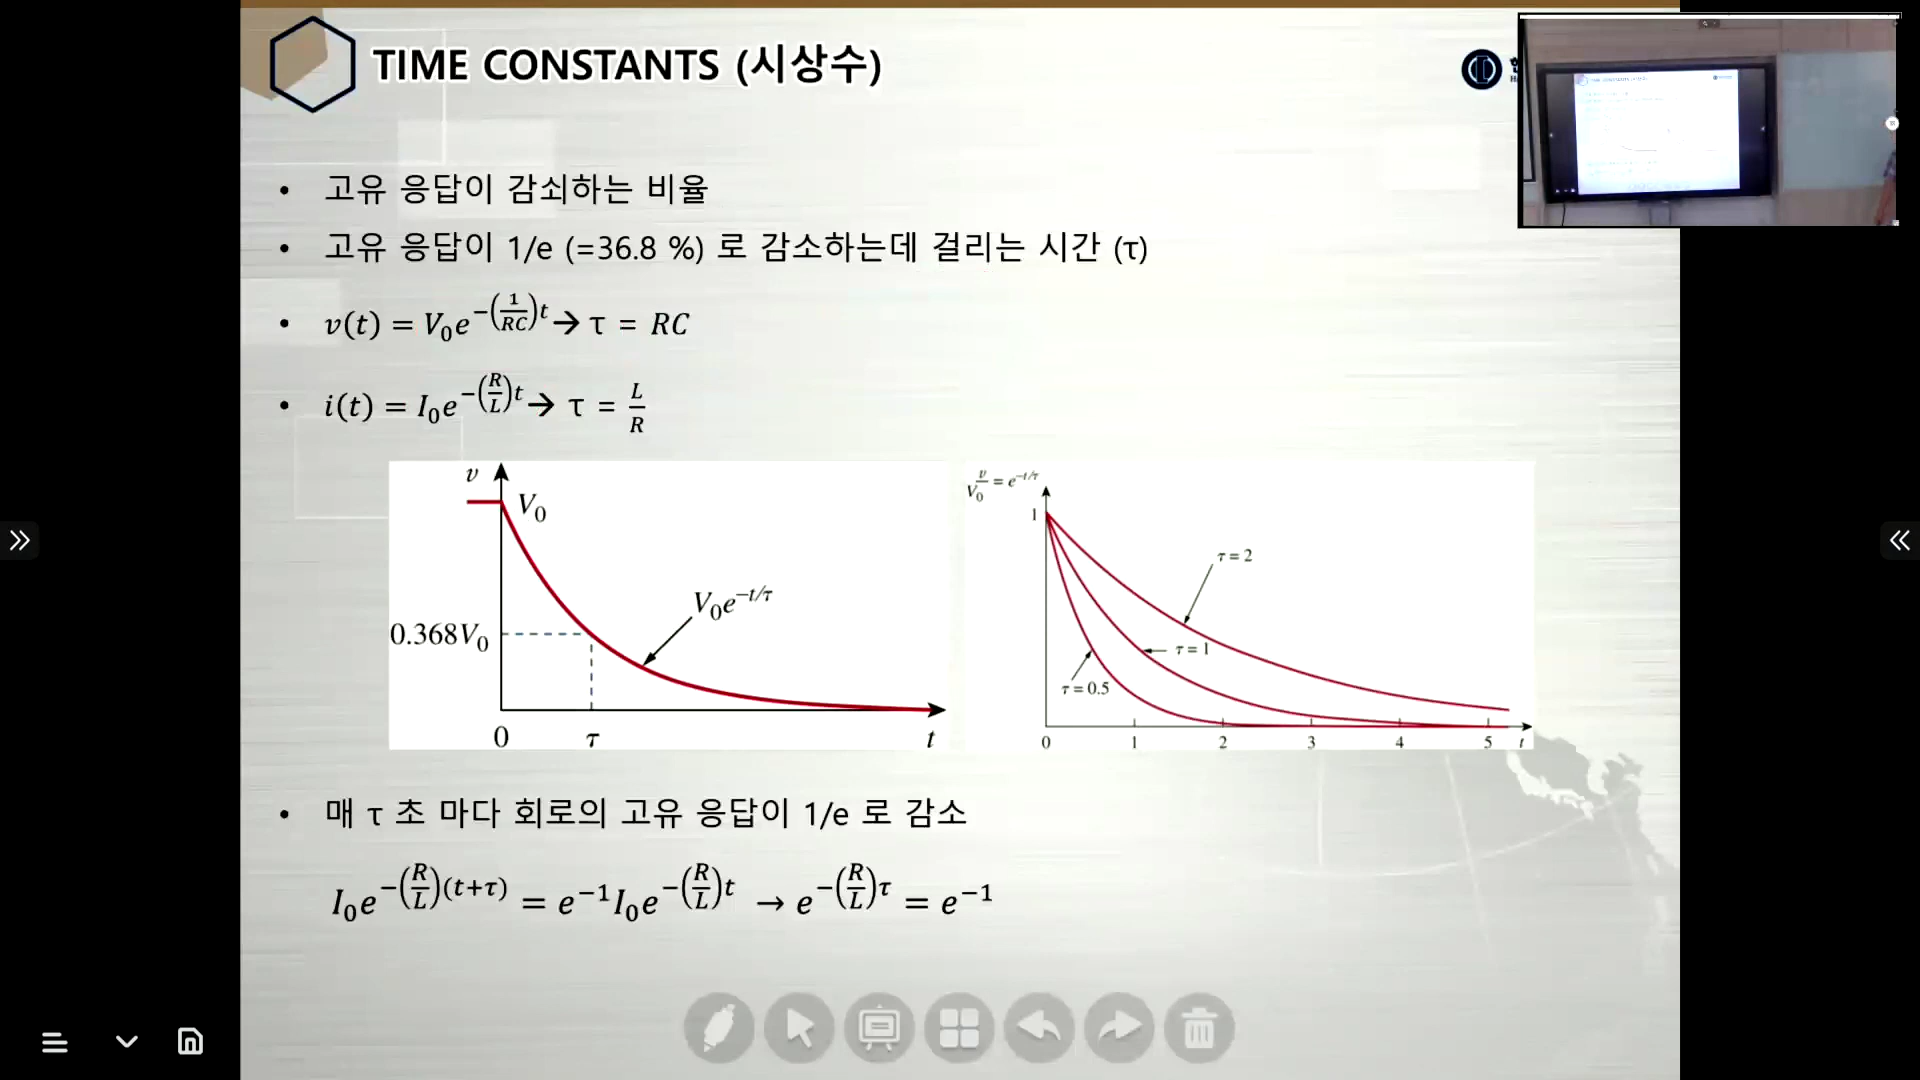 TIME CONSTANTS (시상수)
• 고유 응답이 감쇠하는 비율
• 고유 응답이 1/e (=36.8 %) 로 감소하는데 걸리는 시간 (τ)
• v(t) = V₀e^{-(1/RC)t} → τ = RC
• i(t) = I₀e^{-(R/L)t} → τ = L/R
v
V₀
V₀e^{-t/τ}
0.368V₀
0 τ t
v/V₀ = e^{-t/τ}
1
τ = 2
τ = 1
τ = 0.5
0 1 2 3 4 5 t
• 매 τ 초 마다 회로의 고유 응답이 1/e 로 감소
I₀e^{-(R/L)(t+τ)} = e^{-1}I₀e^{-(R/L)t} → e^{-(R/L)τ} = e^{-1}